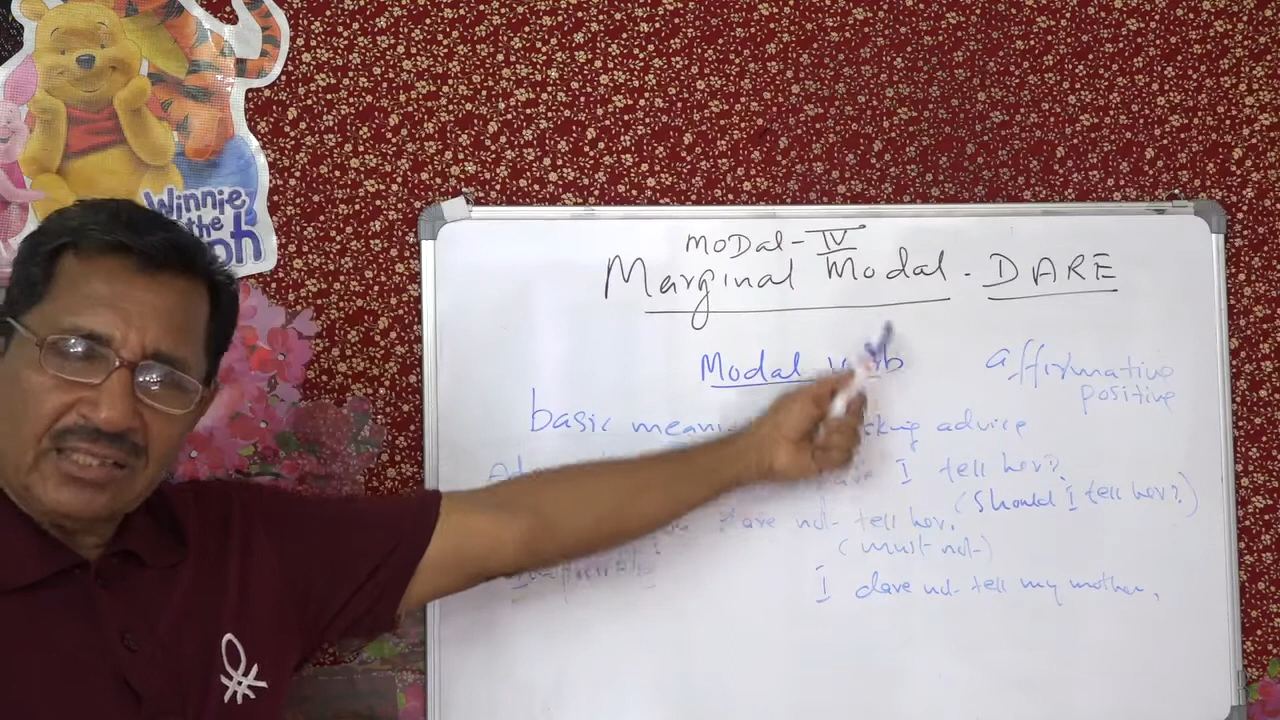 Winnie
the
oh
MoDal - IV
Marginal Modal - DARE
Modal
affirmative
positive
basic advice
I tell her?
(Should I tell her?)
dare not tell her.
(must not)
I dare not tell my mother.